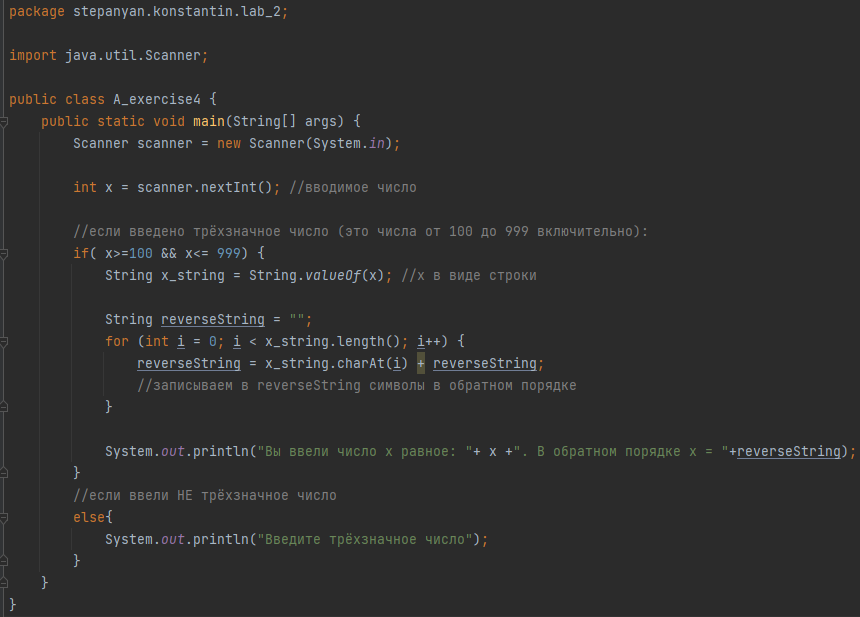 package stepanyan.konstantin.lab_2;
import java.util.Scanner;
public class A_exercise4 {
public static void main(String[] args) {
Scanner scanner = new Scanner(System.in);
int x = scanner.nextInt(); //вводимое число
//если введено трёхзначное число (это числа от 100 до 999 включительно):
if( x>=100 && x<= 999) {
String x_string = String.valueOf(x); //x в виде строки
String reverseString = "";
for (int i = 0; i < x_string.length(); i++) {
reverseString = x_string.charAt(i) + reverseString;
//записываем в reverseString символы в обратном порядке
}
System.out.println("Вы ввели число x равное: "+ x +". В обратном порядке x = "+reverseString);
}
//если ввели НЕ трёхзначное число
else{
System.out.println("Введите трёхзначное число");
}
}
}